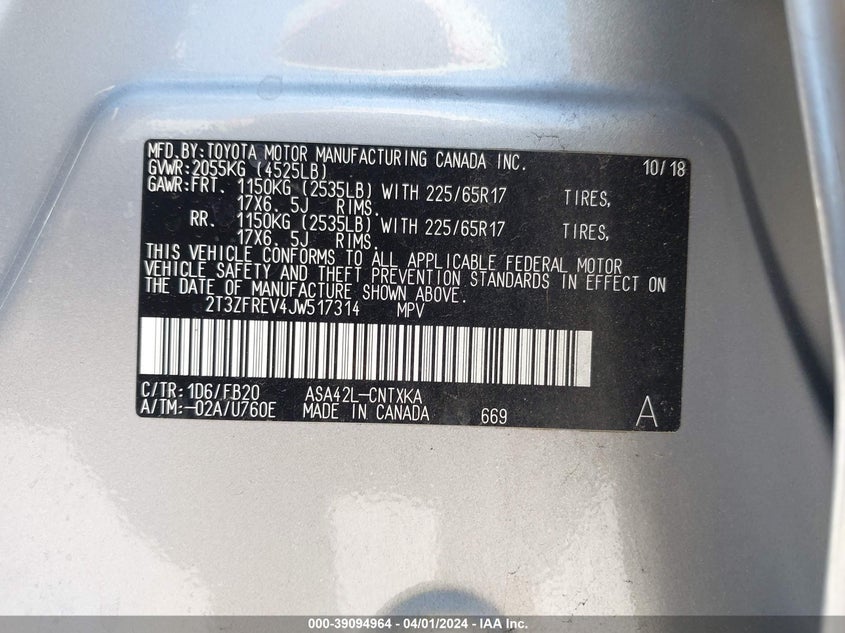 MFD.BY:TOYOTA MOTOR MANUFACTURING CANADA INC. 10/18
GVWR:2055KG (4525LB)
GAWR:FRT. 1150KG (2535LB) WITH 225/65R17 TIRES,
17X6.5J RIMS.
RR. 1150KG (2535LB) WITH 225/65R17 TIRES,
17X6.5J RIMS.
THIS VEHICLE CONFORMS TO ALL APPLICABLE FEDERAL MOTOR
VEHICLE SAFETY AND THEFT PREVENTION STANDARDS IN EFFECT ON
THE DATE OF MANUFACTURE SHOWN ABOVE.
2T3ZFREV4JW517314 MPV
C/TR:1D6/FB20 ASA42L-CNTXKA
A/TM:-02A/U760E MADE IN CANADA 669 A
000-39094964 - 04/01/2024 - IAA Inc.